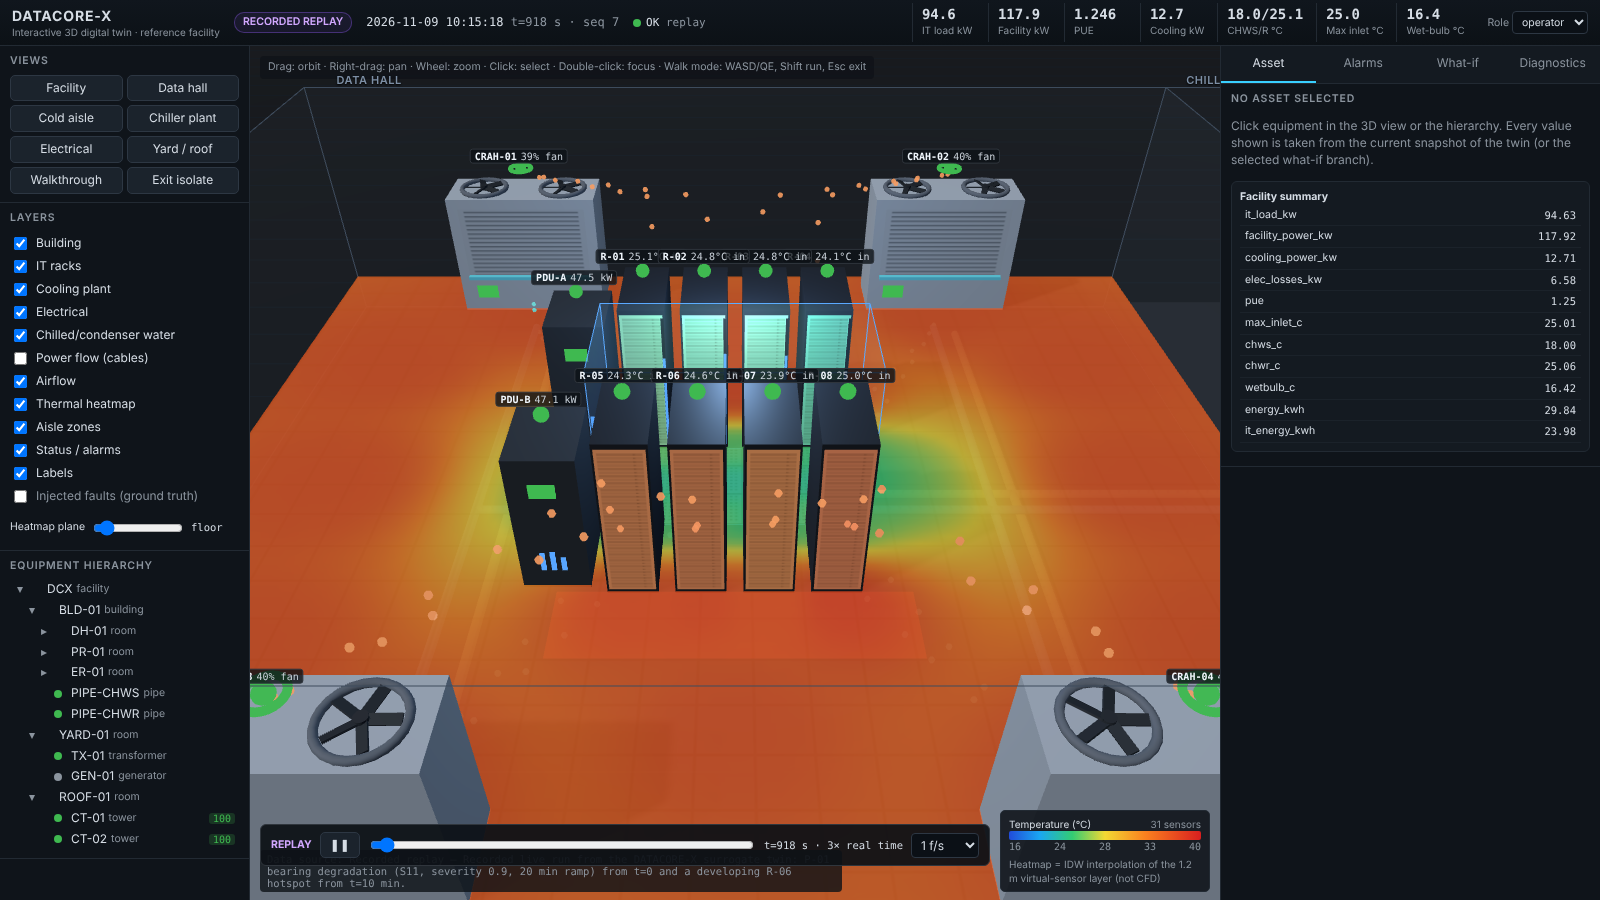 DATACORE-X
Interactive 3D digital twin · reference facility
RECORDED REPLAY
2026-11-09 10:15:18 t=918 s · seq 7
OK replay
94.6
IT load kW
117.9
Facility kW
1.246
PUE
12.7
Cooling kW
18.0/25.1
CHWS/R °C
25.0
Max inlet °C
16.4
Wet-bulb °C
Role operator
VIEWS
Facility
Data hall
Cold aisle
Chiller plant
Electrical
Yard / roof
Walkthrough
Exit isolate
LAYERS
Building
IT racks
Cooling plant
Electrical
Chilled/condenser water
Power flow (cables)
Airflow
Thermal heatmap
Aisle zones
Status / alarms
Labels
Injected faults (ground truth)
Heatmap plane floor
EQUIPMENT HIERARCHY
DCX facility
BLD-01 building
DH-01 room
PR-01 room
ER-01 room
PIPE-CHWS pipe
PIPE-CHWR pipe
YARD-01 room
TX-01 transformer
GEN-01 generator
ROOF-01 room
CT-01 tower 100
CT-02 tower 100
Drag: orbit · Right-drag: pan · Wheel: zoom · Click: select · Double-click: focus · Walk mode: WASD/QE, Shift run, Esc exit
DATA HALL
CHILL
CRAH-01 39% fan
CRAH-02 40% fan
R-01 25.1°
R-02 24.8°C in
24.8°C in
24.1°C in
PDU-A 47.5 kW
R-05 24.3°C
R-06 24.6°C in
07 23.9°C in
08 25.0°C in
PDU-B 47.1 kW
40% fan
CRAH-04
REPLAY
t=918 s · 3× real time
1 f/s
bearing degradation (S11, severity 0.9, 20 min ramp) from t=0 and a developing R-06
hotspot from t=10 min.
Temperature (°C) 31 sensors
16 24 28 33 40
Heatmap = IDW interpolation of the 1.2
m virtual-sensor layer (not CFD)
Asset
Alarms
What-if
Diagnostics
NO ASSET SELECTED
Click equipment in the 3D view or the hierarchy. Every value
shown is taken from the current snapshot of the twin (or the
selected what-if branch).
Facility summary
it_load_kw 94.63
facility_power_kw 117.92
cooling_power_kw 12.71
elec_losses_kw 6.58
pue 1.25
max_inlet_c 25.01
chws_c 18.00
chwr_c 25.06
wetbulb_c 16.42
energy_kwh 29.84
it_energy_kwh 23.98